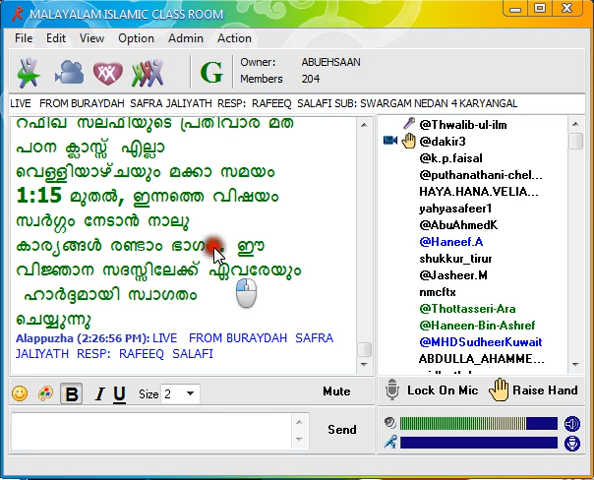 MALAYALAM ISLAMIC CLASS ROOM
File Edit View Option Admin Action
G
Owner: ABUEHSAAN
Members 204
LIVE FROM BURAYDAH SAFRA JALIYATH RESP: RAFEEQ SALAFI SUB: SWARGAM NEDAN 4 KARYANGAL
റഫീഖ സലഫിയുടെ പ്രതിവാര മത
പഠന ക്ലാസ്സ് എല്ലാ
വെള്ളിയാഴ്ചയും മക്കാ സമയം
1:15 മുതൽ, ഇന്നത്തെ വിഷയം
സ്വർഗ്ഗം നേടാൻ നാലു
കാര്യങ്ങൾ രണ്ടാം ഭാഗ ഈ
വിജ്ഞാന സദസ്സിലേക്ക് ഏവരേയും
ഹാർദ്ദമായി സ്വാഗതം
ചെയ്യുന്നു
Alappuzha (2:26:56 PM): LIVE FROM BURAYDAH SAFRA
JALIYATH RESP: RAFEEQ SALAFI
@Thwalib-ul-ilm
@dakir3
@k.p.faisal
@puthanathani-chel...
HAYA.HANA.VELIA...
yahyasafeer1
@AbuAhmedK
@Haneef.A
shukkur_tirur
@Jasheer.M
nmcftx
@Thottasseri-Ara
@Haneen-Bin-Ashref
@MHDSudheerKuwait
ABDULLA_AHAMME...
B I U Size 2 Mute
Lock On Mic Raise Hand
Send